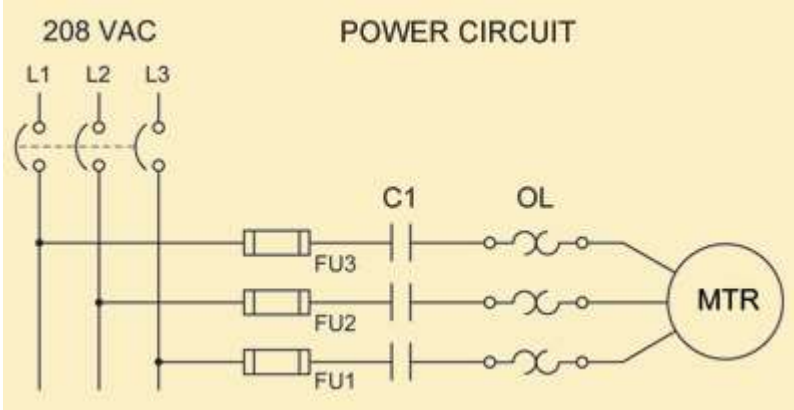 208 VAC POWER CIRCUIT
L1 L2 L3
C1 OL
FU3
MTR
FU2
FU1